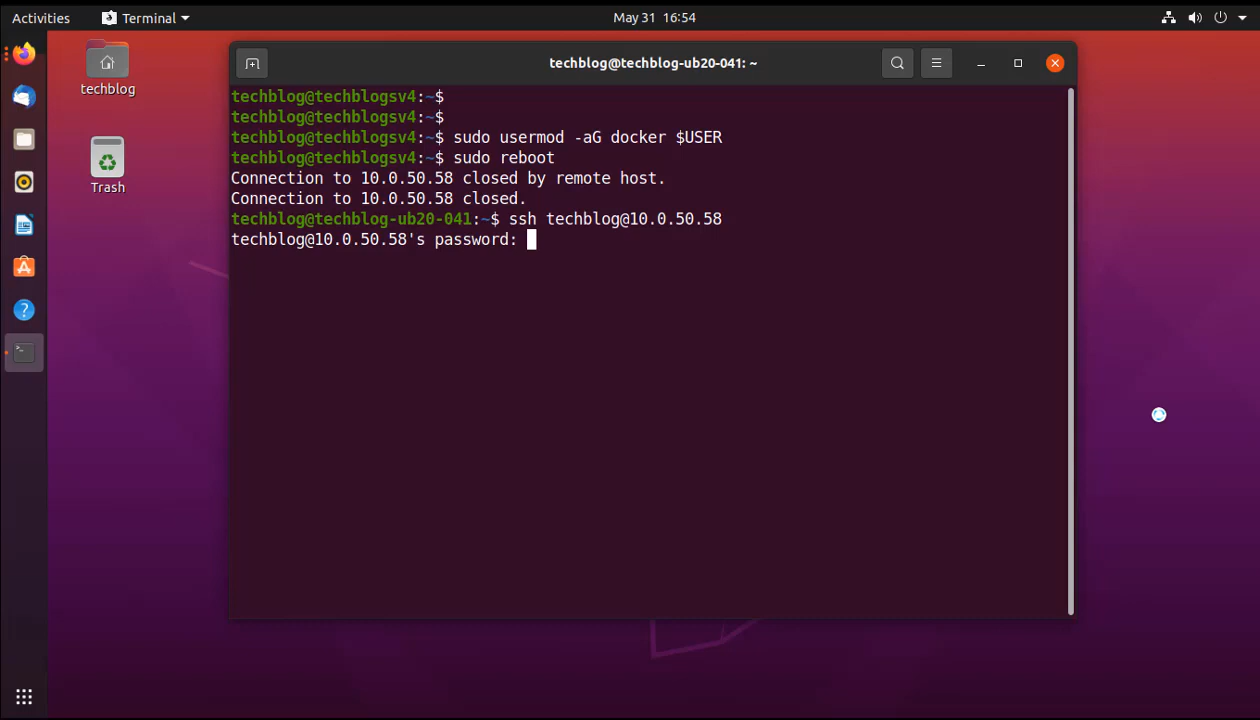 Activities
Terminal
May 31 16:54
techblog
Trash
techblog@techblog-ub20-041: ~
techblog@techblogsv4:~$
techblog@techblogsv4:~$
techblog@techblogsv4:~$ sudo usermod -aG docker $USER
techblog@techblogsv4:~$ sudo reboot
Connection to 10.0.50.58 closed by remote host.
Connection to 10.0.50.58 closed.
techblog@techblog-ub20-041:~$ ssh techblog@10.0.50.58
techblog@10.0.50.58's password: